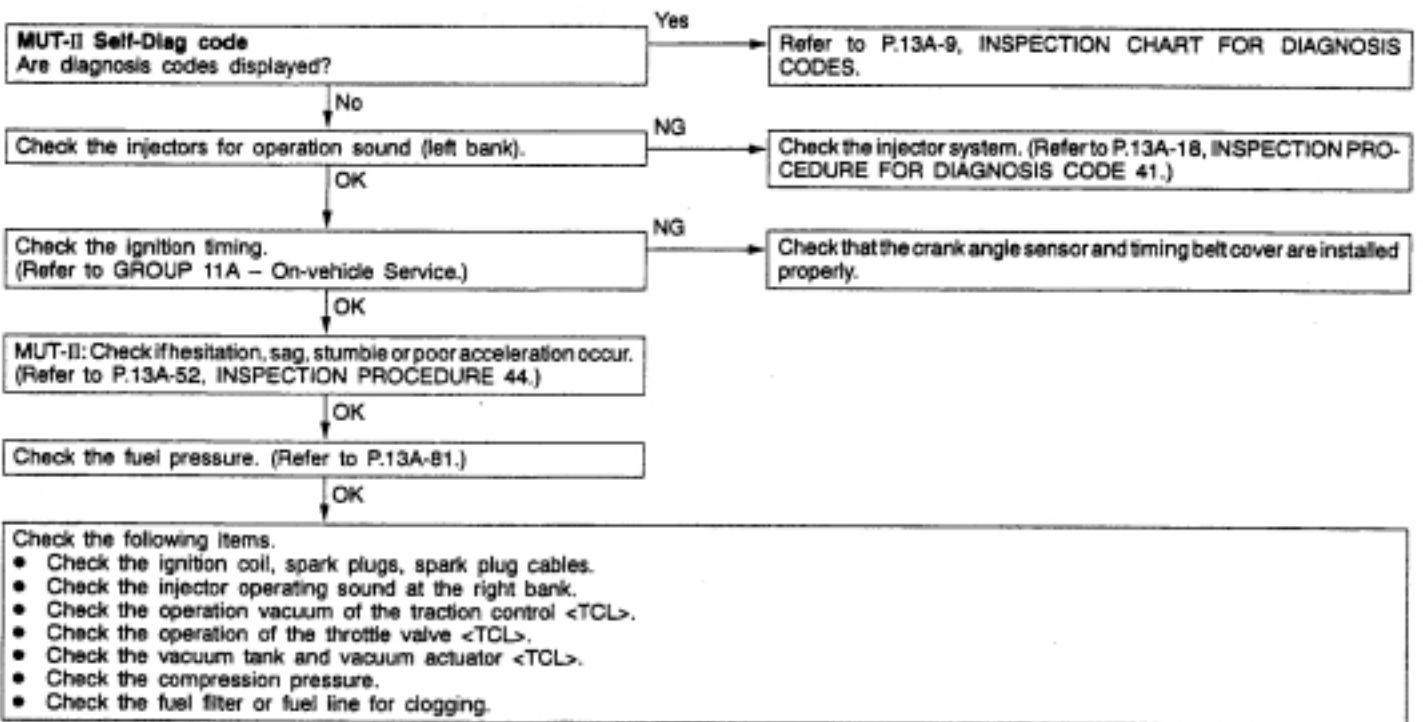 MUT-II Self-Diag code
Are diagnosis codes displayed?
Yes
Refer to P.13A-9, INSPECTION CHART FOR DIAGNOSIS
CODES.
No
Check the injectors for operation sound (left bank).
NG
Check the injector system. (Refer to P.13A-18, INSPECTION PRO-
CEDURE FOR DIAGNOSIS CODE 41.)
OK
Check the ignition timing.
(Refer to GROUP 11A – On-vehicle Service.)
NG
Check that the crank angle sensor and timing belt cover are installed
properly.
OK
MUT-II: Check if hesitation, sag, stumble or poor acceleration occur.
(Refer to P.13A-52, INSPECTION PROCEDURE 44.)
OK
Check the fuel pressure. (Refer to P.13A-81.)
OK
Check the following items.
● Check the ignition coil, spark plugs, spark plug cables.
● Check the injector operating sound at the right bank.
● Check the operation vacuum of the traction control <TCL>.
● Check the operation of the throttle valve <TCL>.
● Check the vacuum tank and vacuum actuator <TCL>.
● Check the compression pressure.
● Check the fuel filter or fuel line for clogging.